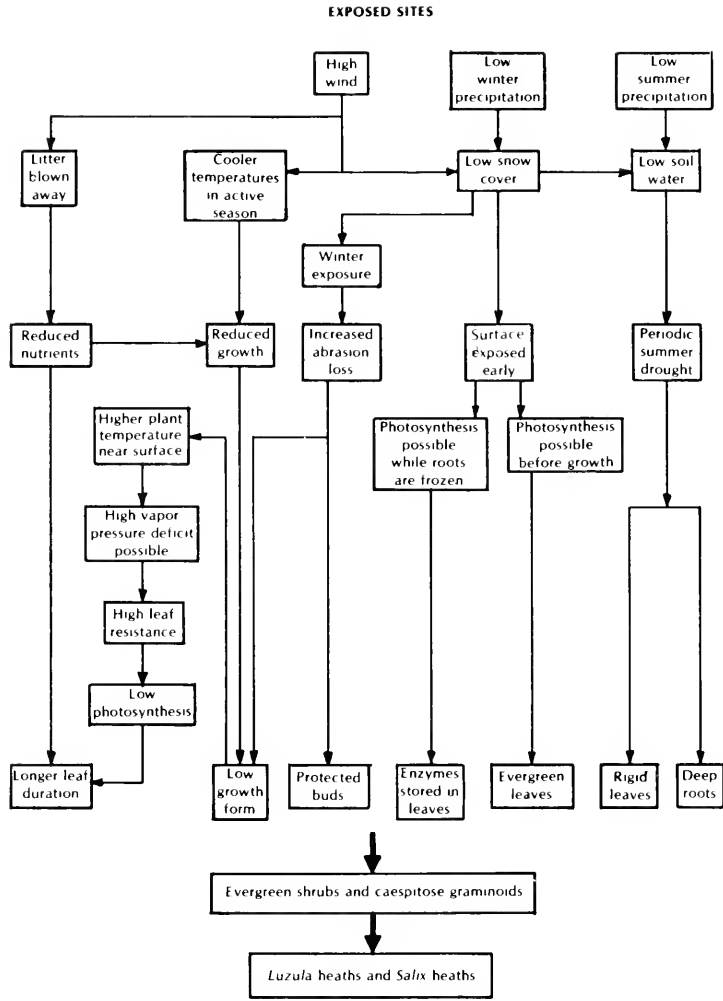 EXPOSED SITES
High
wind
Low
winter
precipitation
Low
summer
precipitation
Litter
blown
away
Cooler
temperatures
in active
season
Low snow
cover
Low soil
water
Winter
exposure
Reduced
nutrients
Reduced
growth
Increased
abrasion
loss
Surface
exposed
early
Periodic
summer
drought
Higher plant
temperature
near surface
Photosynthesis
possible
while roots
are frozen
Photosynthesis
possible
before growth
High vapor
pressure deficit
possible
High leaf
resistance
Low
photosynthesis
Longer leaf
duration
Low
growth
form
Protected
buds
Enzymes
stored in
leaves
Evergreen
leaves
Rigid
leaves
Deep
roots
Evergreen shrubs and caespitose graminoids
Luzula heaths and Salix heaths